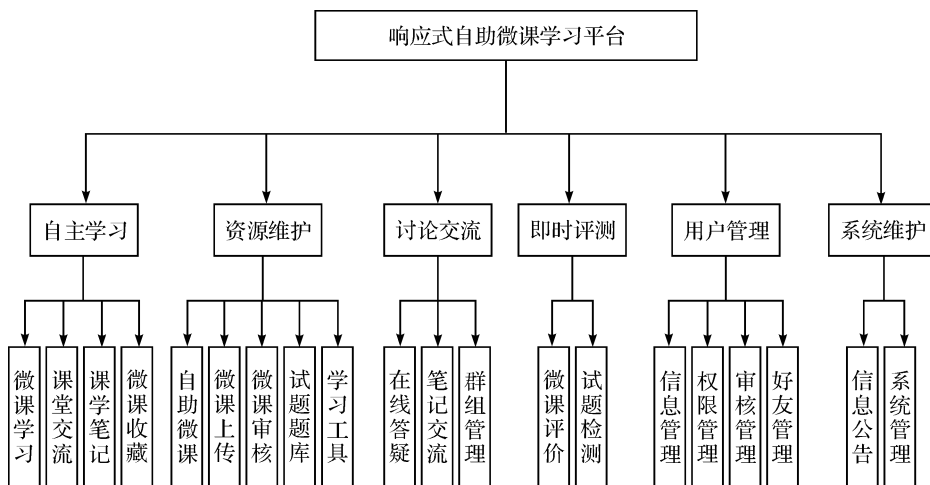 响应式自助微课学习平台
自主学习
资源维护
讨论交流
即时评测
用户管理
系统维护
微课学习
课堂交流
课学笔记
微课收藏
自助微课
微课上传
微课审核
试题题库
学习工具
在线答疑
笔记交流
群组管理
微课评价
试题检测
信息管理
权限管理
审核管理
好友管理
信息公告
系统管理